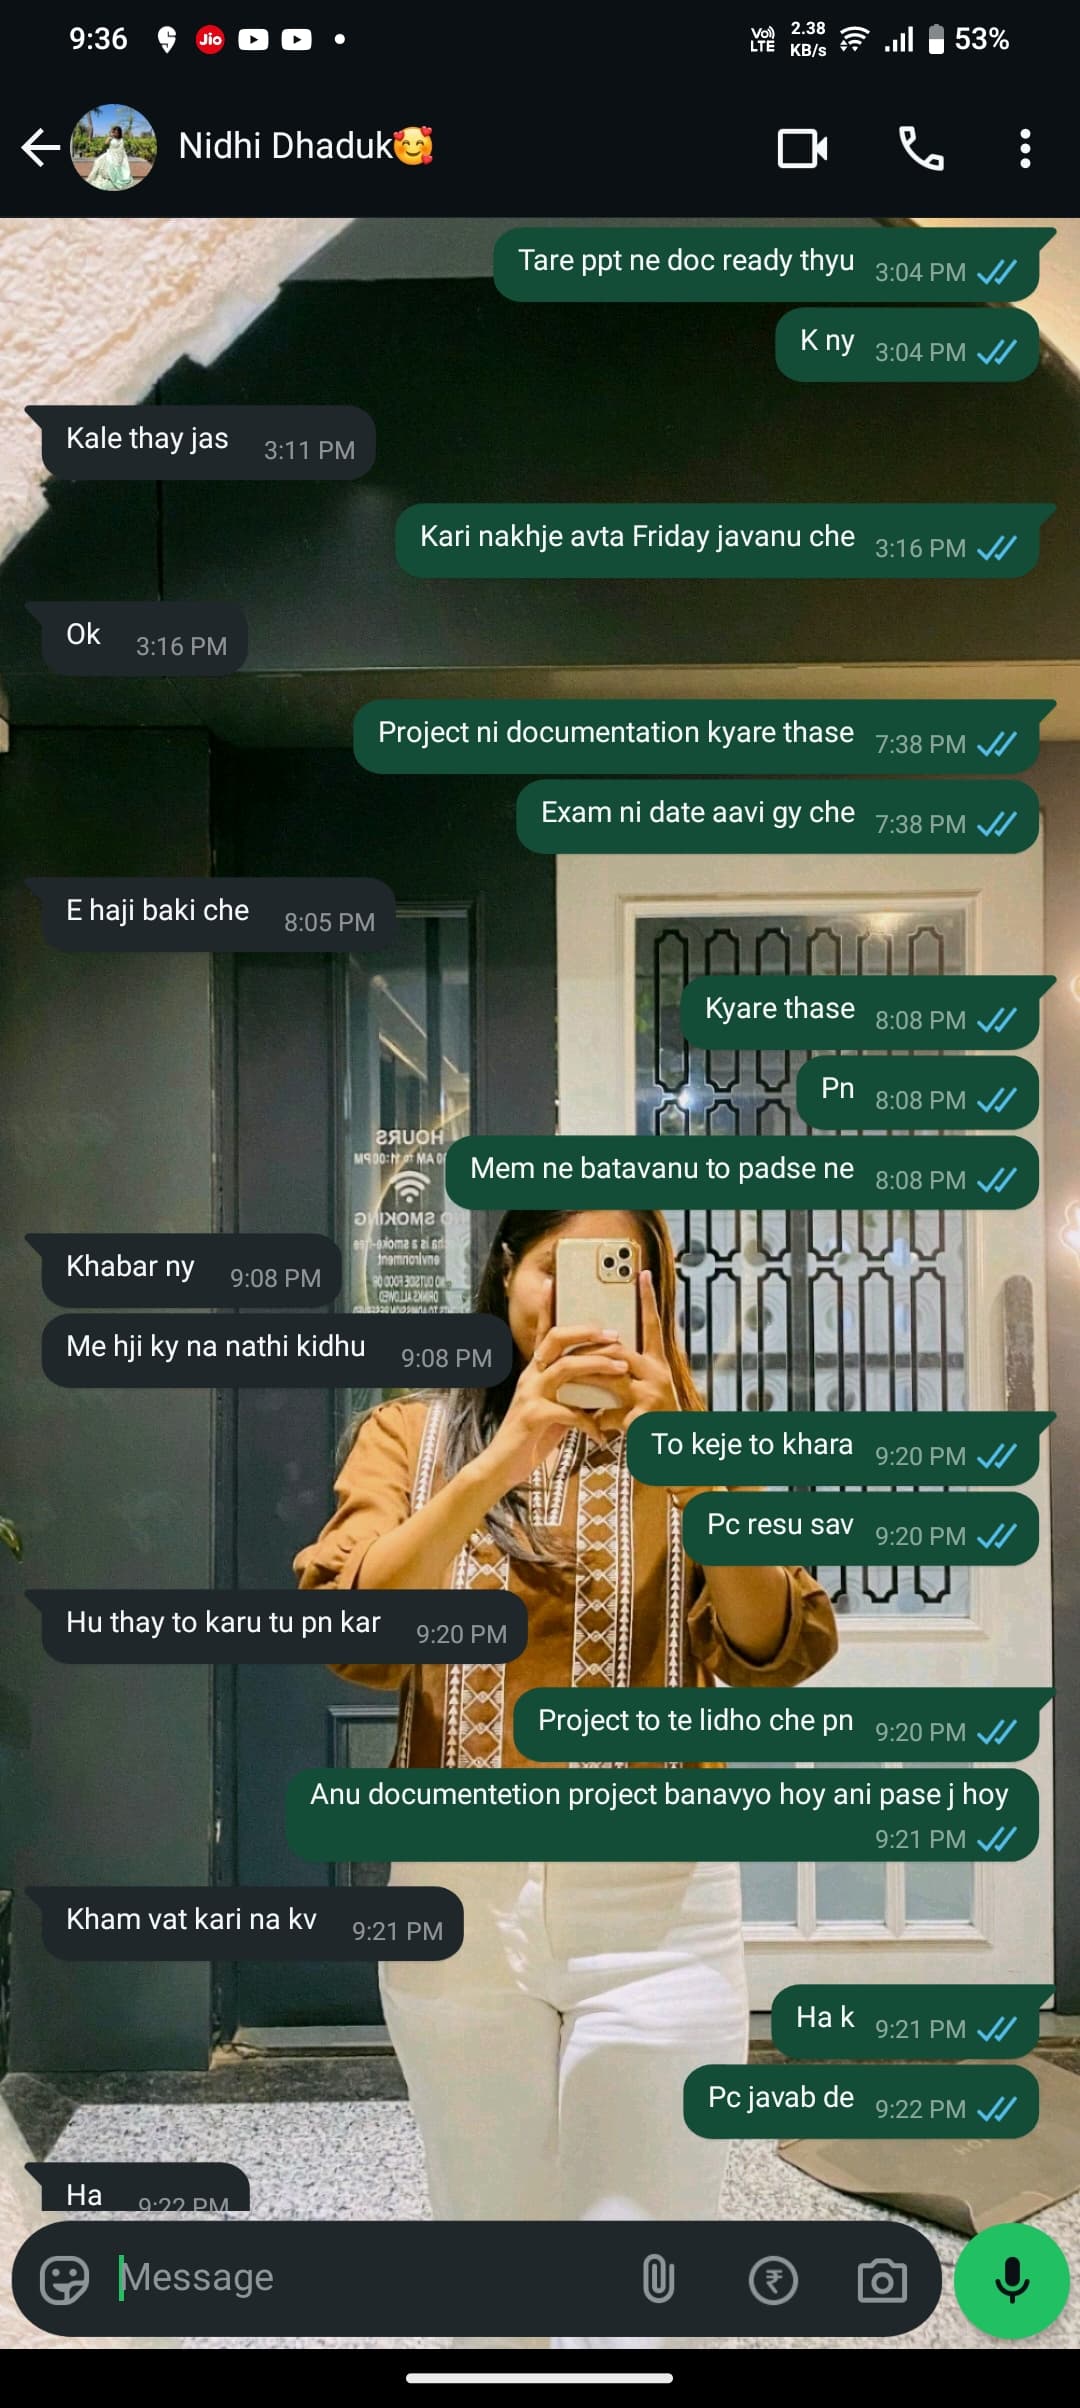 9:36
Jio
Vo) LTE
2.38 KB/s
53%
Nidhi Dhaduk🥰
Tare ppt ne doc ready thyu 3:04 PM
K ny 3:04 PM
Kale thay jas 3:11 PM
Kari nakhje avta Friday javanu che 3:16 PM
Ok 3:16 PM
Project ni documentation kyare thase 7:38 PM
Exam ni date aavi gy che 7:38 PM
E haji baki che 8:05 PM
Kyare thase 8:08 PM
Pn 8:08 PM
HOURS
Mem ne batavanu to padse ne 8:08 PM
NO SMOKING
Khabar ny 9:08 PM
Me hji ky na nathi kidhu 9:08 PM
To keje to khara 9:20 PM
Pc resu sav 9:20 PM
Hu thay to karu tu pn kar 9:20 PM
Project to te lidho che pn 9:20 PM
Anu documentetion project banavyo hoy ani pase j hoy
9:21 PM
Kham vat kari na kv 9:21 PM
Ha k 9:21 PM
Pc javab de 9:22 PM
Ha 9:22 PM
Message